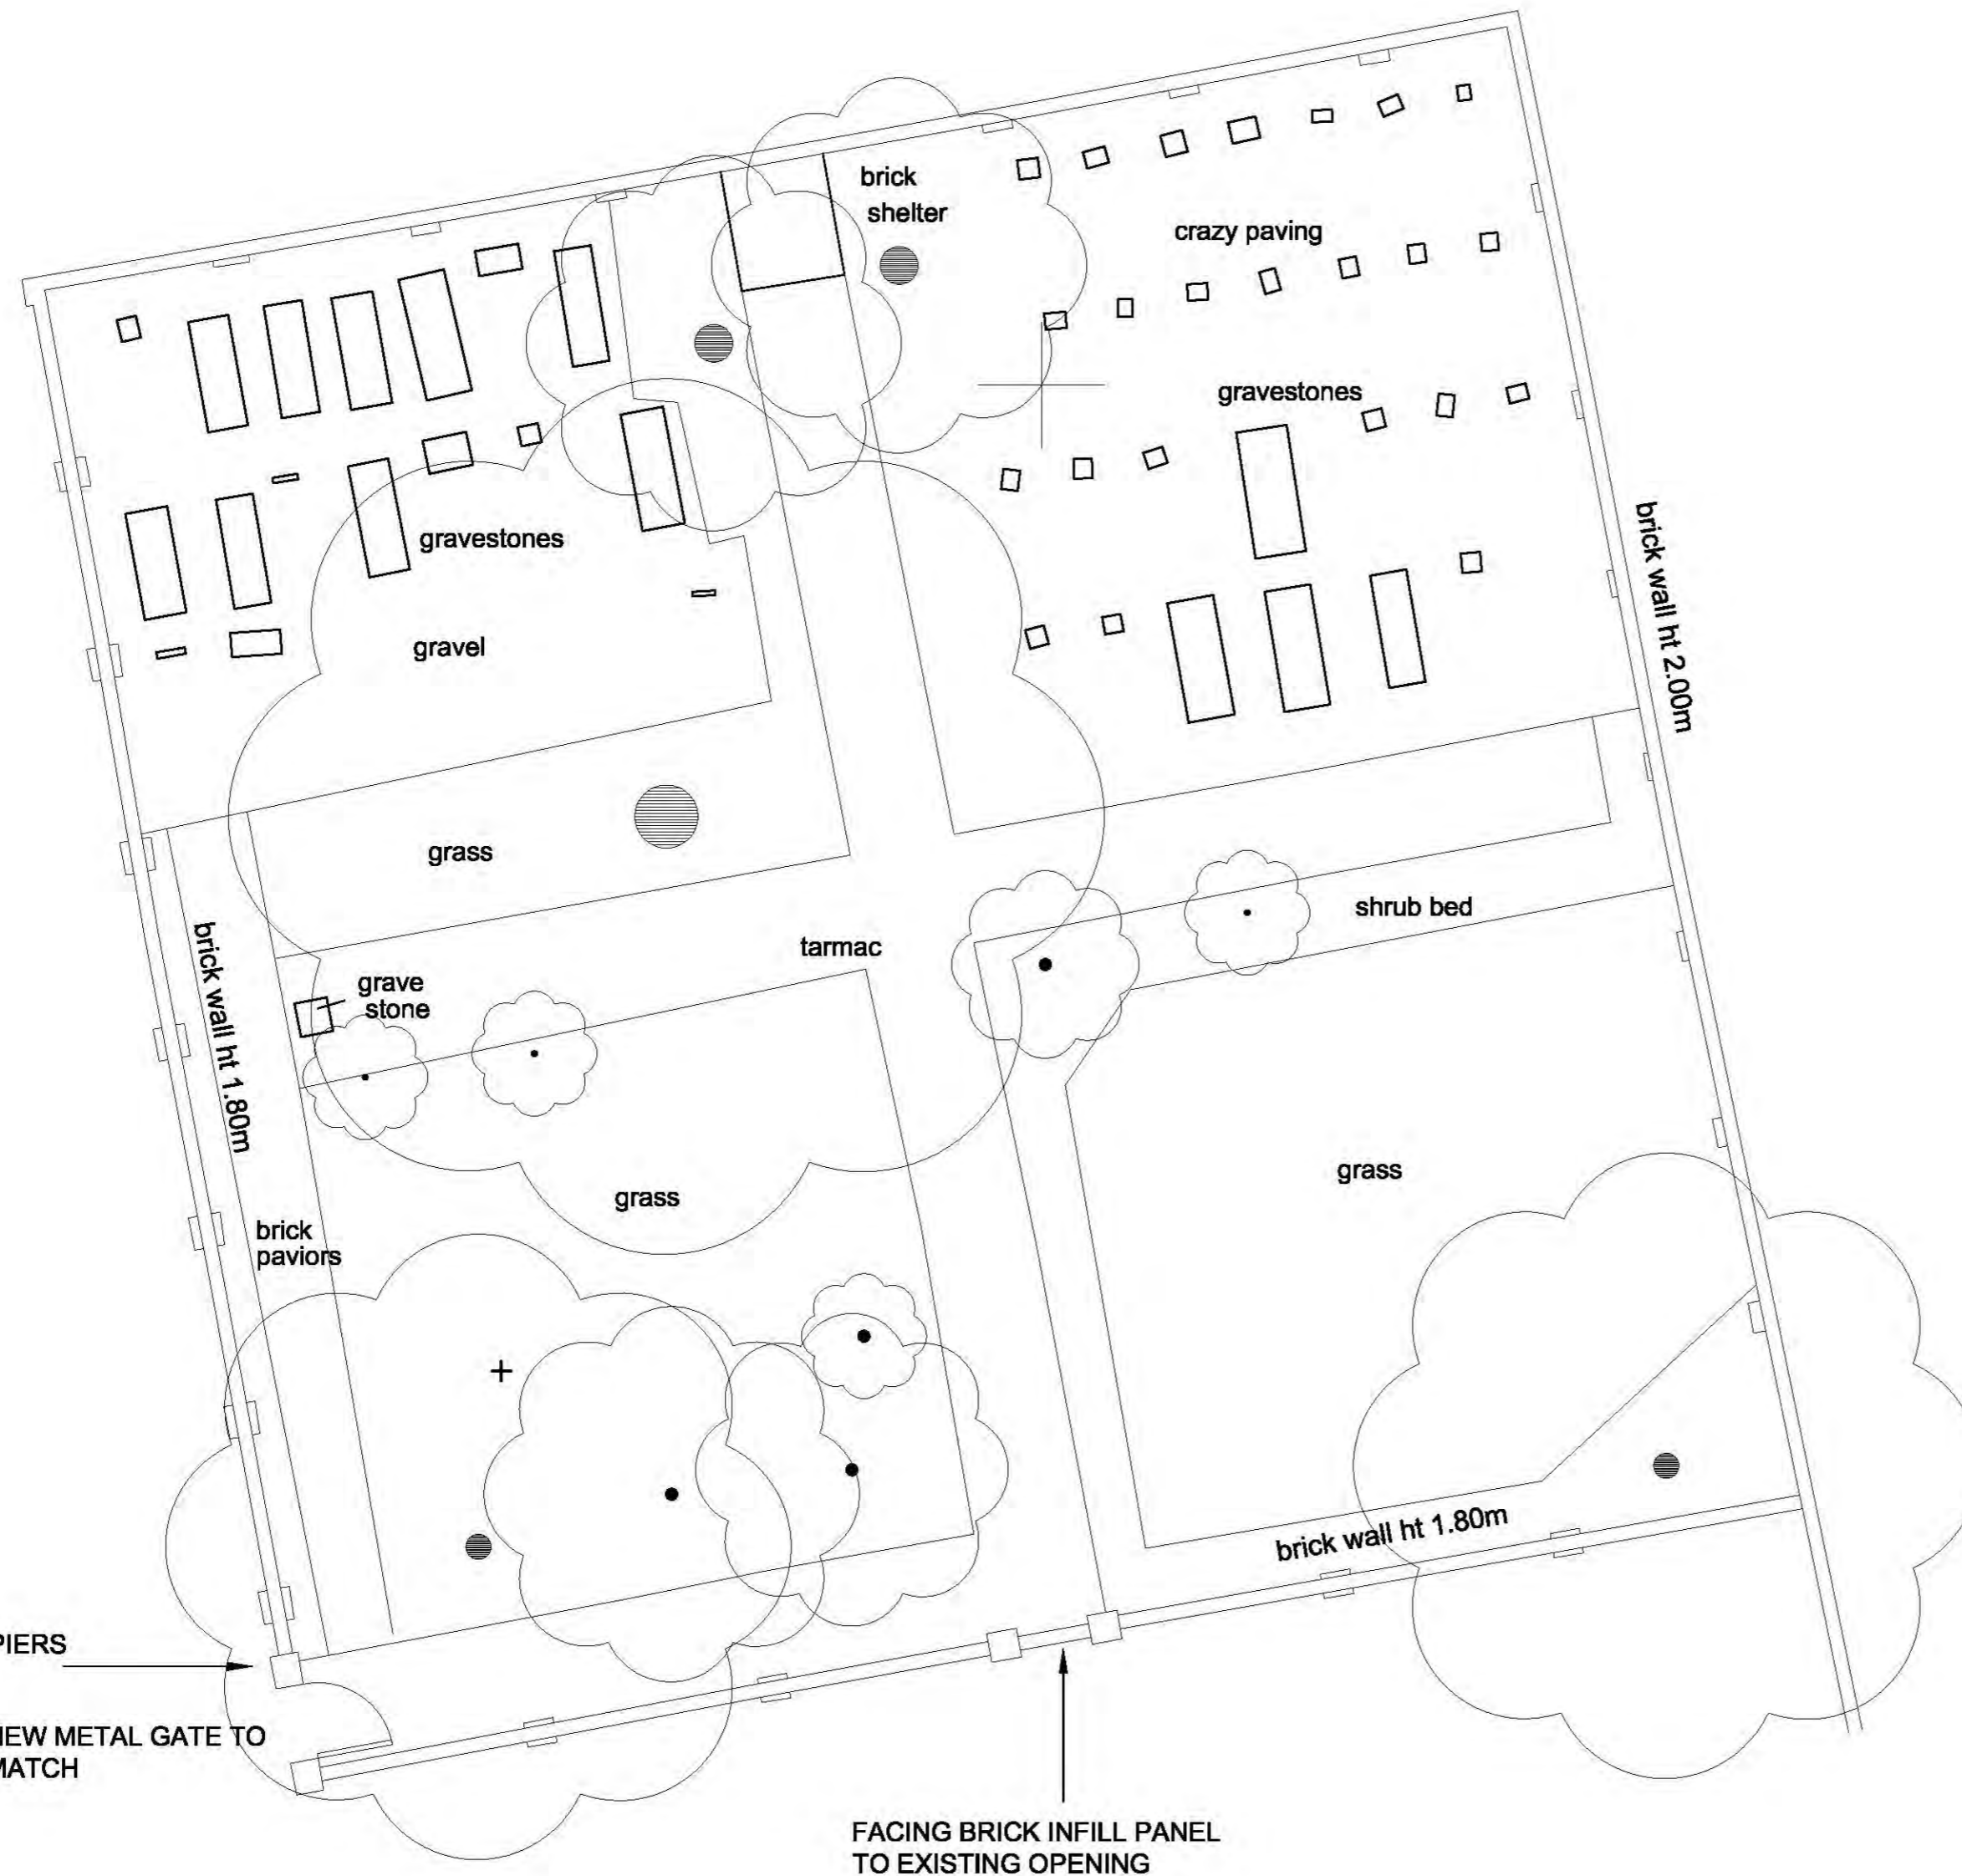 brick
shelter
crazy paving
gravestones
gravestones
brick wall ht 2.00m
gravel
grass
shrub bed
tarmac
brick wall ht 1.80m
grave
stone
grass
grass
brick
paviors
brick wall ht 1.80m
PIERS
NEW METAL GATE TO
MATCH
FACING BRICK INFILL PANEL
TO EXISTING OPENING